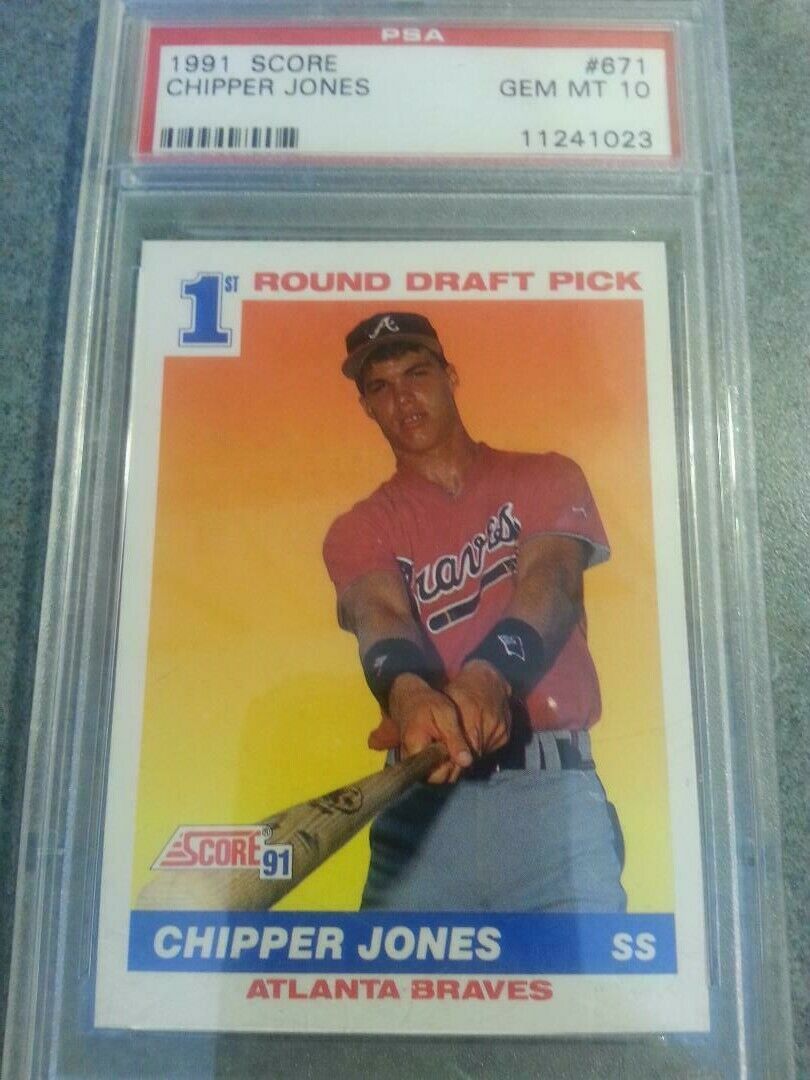 PSA
1991 SCORE #671
CHIPPER JONES GEM MT 10
11241023
1ST ROUND DRAFT PICK
A
Braves
SCORE® 91
CHIPPER JONES SS
ATLANTA BRAVES